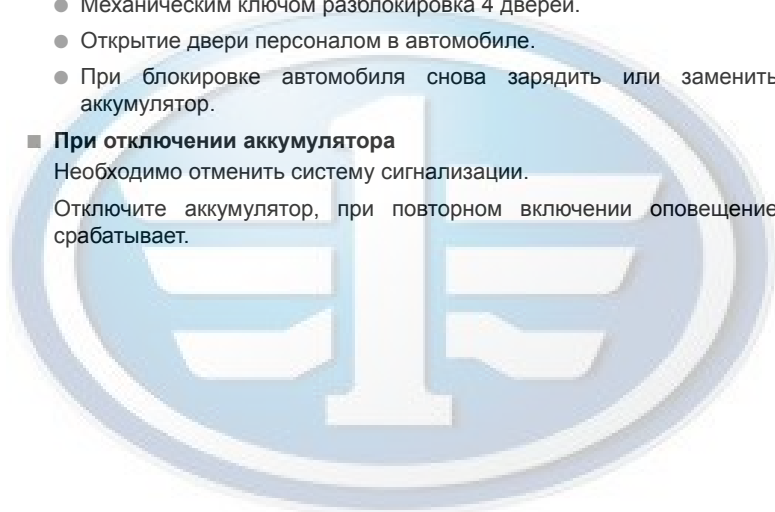 Механическим ключом разблокировка 4 дверей.
Открытие двери персоналом в автомобиле.
При блокировке автомобиля снова зарядить или заменить
аккумулятор.
При отключении аккумулятора
Необходимо отменить систему сигнализации.
Отключите аккумулятор, при повторном включении оповещение
срабатывает.